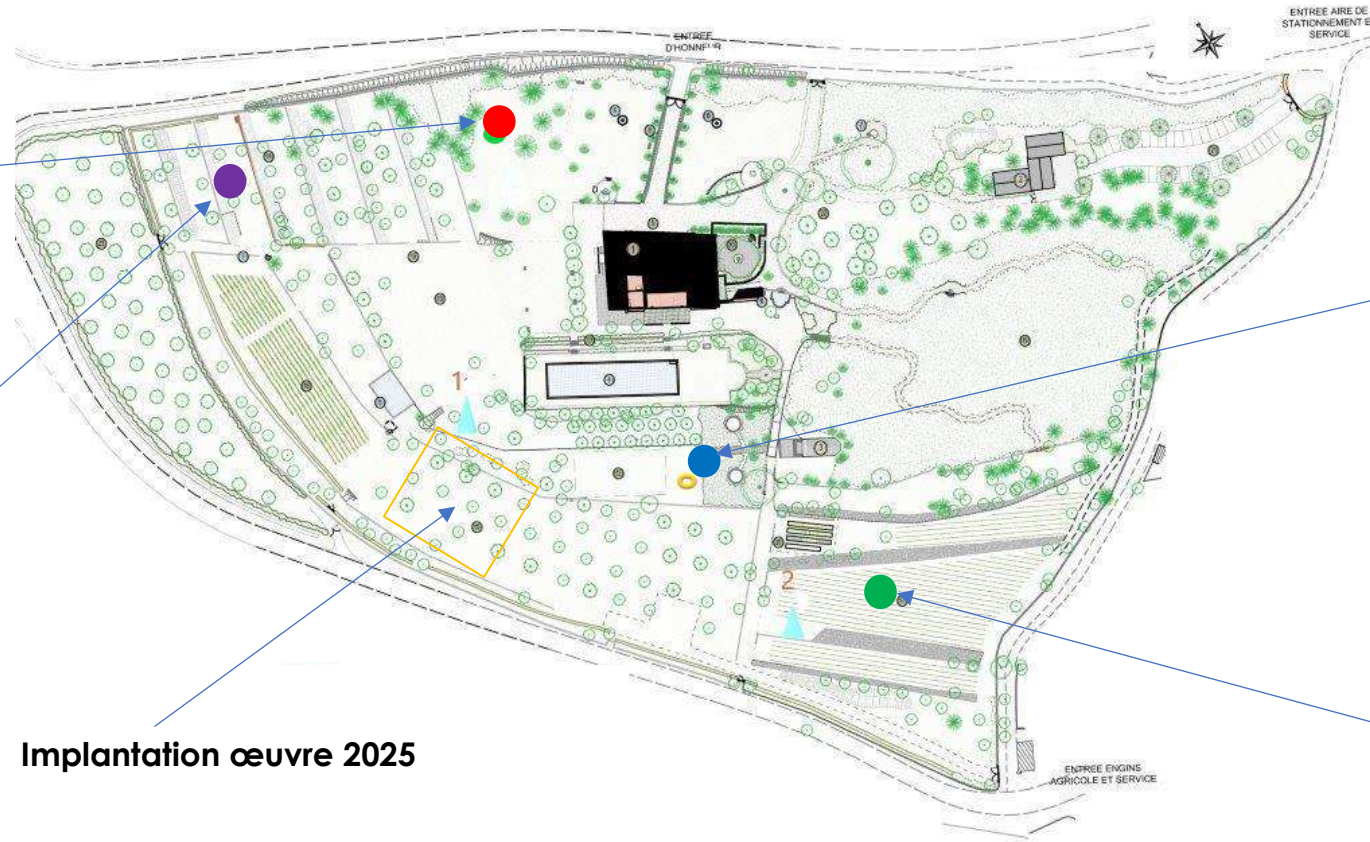 ENTREE
D'HONNEUR
ENTREE AIRE DE
STATIONNEMENT E
SERVICE
1
1
2
Implantation œuvre 2025
ENTREE ENGINS
AGRICOLE ET SERVICE